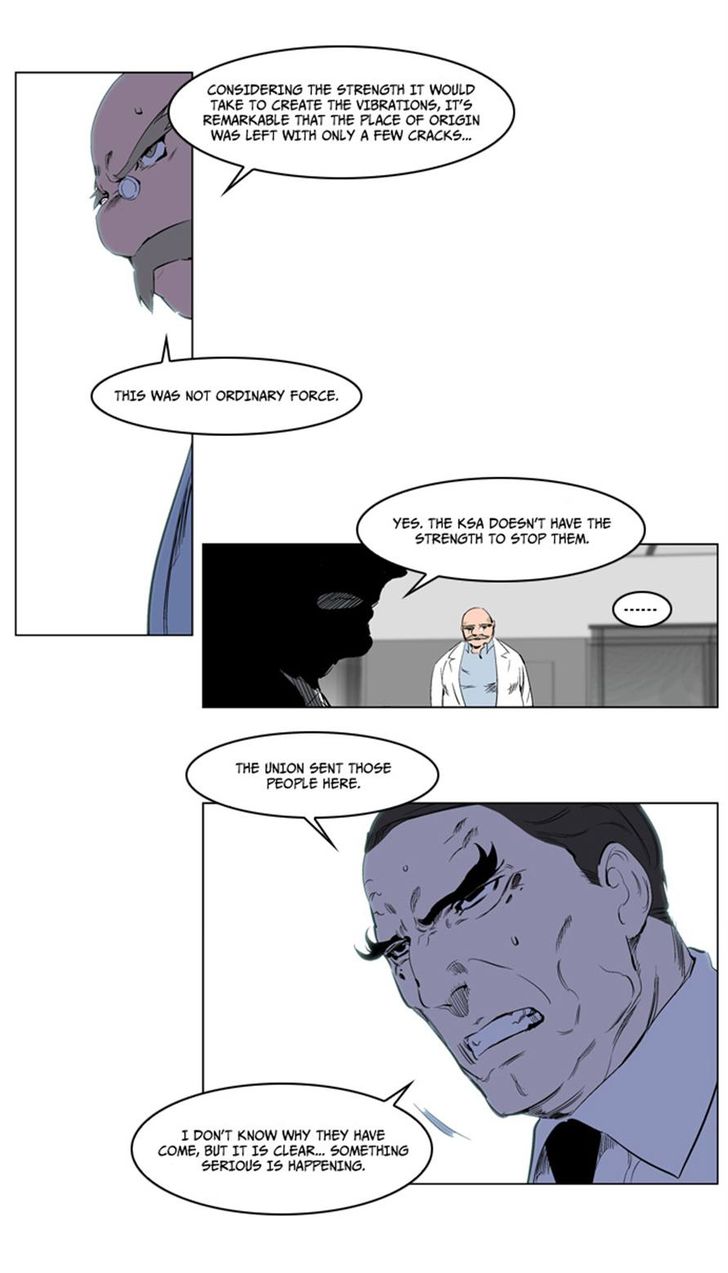 CONSIDERING THE STRENGTH IT WOULD
TAKE TO CREATE THE VIBRATIONS, IT'S
REMARKABLE THAT THE PLACE OF ORIGIN
WAS LEFT WITH ONLY A FEW CRACKS...
THIS WAS NOT ORDINARY FORCE.
YES. THE KSA DOESN'T HAVE THE
STRENGTH TO STOP THEM.
------
THE UNION SENT THOSE
PEOPLE HERE.
I DON'T KNOW WHY THEY HAVE
COME, BUT IT IS CLEAR... SOMETHING
SERIOUS IS HAPPENING.